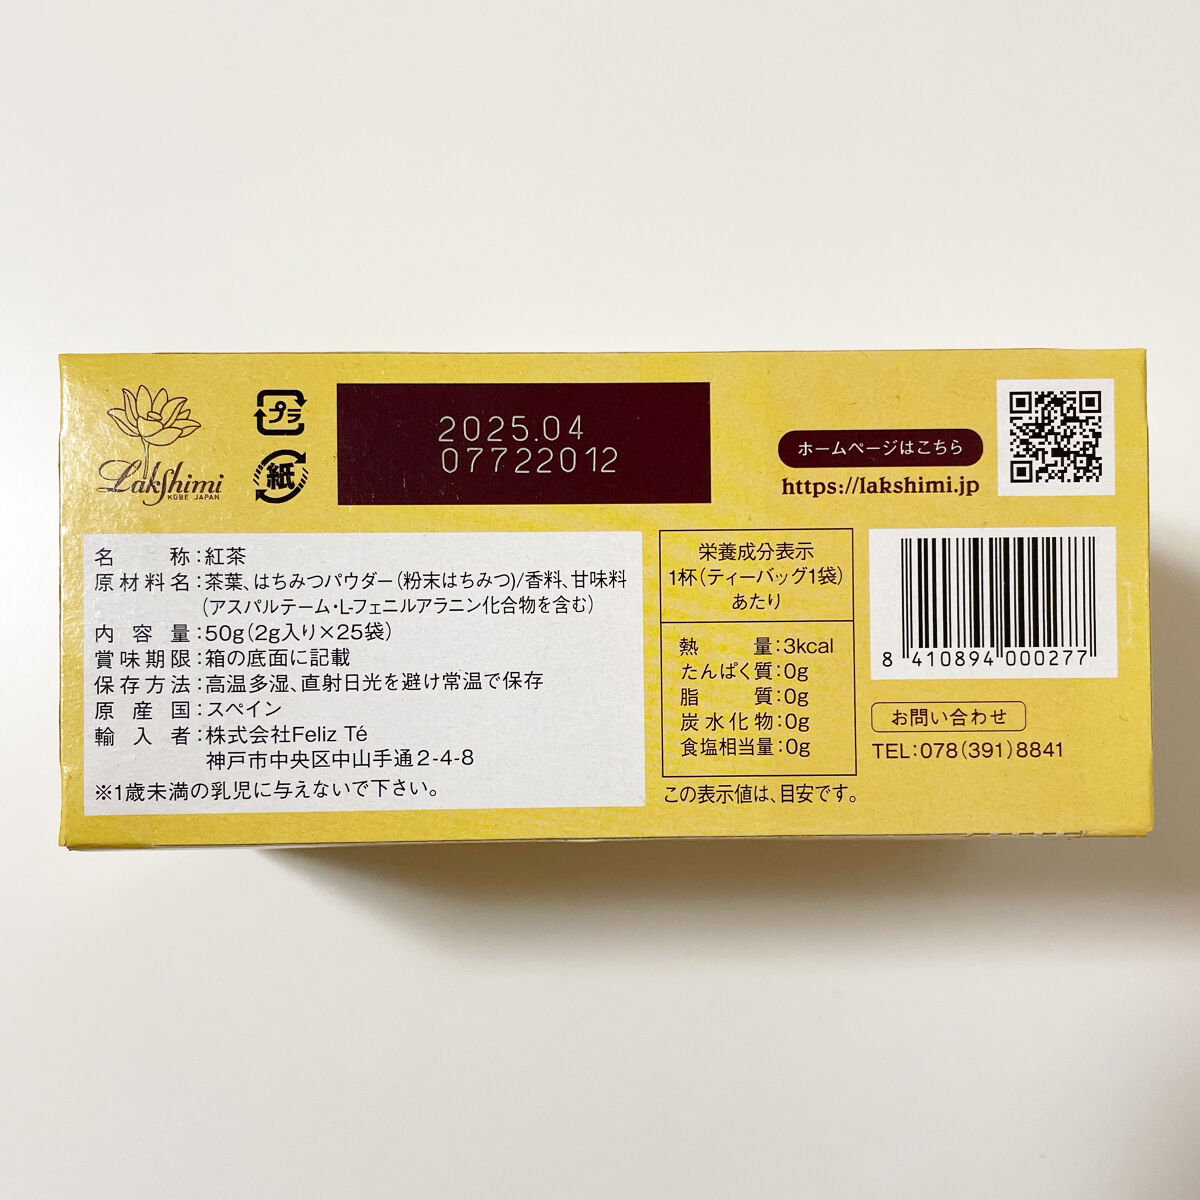 Lakshimi
KOBE JAPAN
プラ
紙
2025.04
07722012
ホームページはこちら
https://lakshimi.jp
名称:紅茶
原材料名:茶葉、はちみつパウダー(粉末はちみつ)/香料、甘味料
(アスパルテーム・L-フェニルアラニン化合物を含む)
内容量:50g(2g入り×25袋)
賞味期限:箱の底面に記載
保存方法:高温多湿、直射日光を避け常温で保存
原産国:スペイン
輸入者:株式会社Feliz Té
神戸市中央区中山手通2-4-8
※1歳未満の乳児に与えないで下さい。
栄養成分表示
1杯(ティーバッグ1袋)
あたり
熱量:3kcal
たんぱく質:0g
脂質:0g
炭水化物:0g
食塩相当量:0g
この表示値は、目安です。
8 410894 000277
お問い合わせ
TEL:078(391)8841